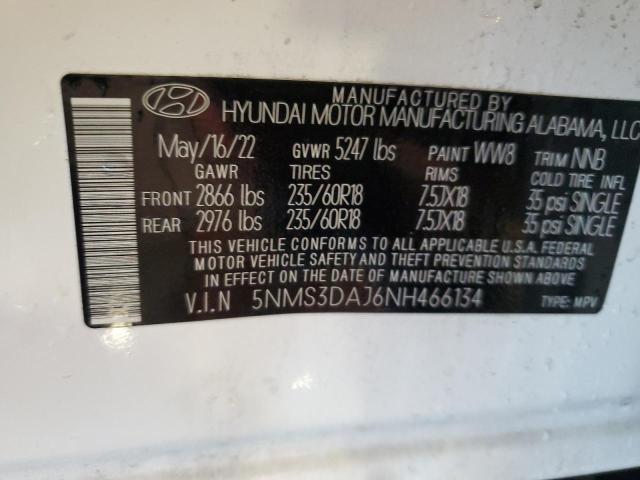 MANUFACTURED BY
HYUNDAI MOTOR MANUFACTURING ALABAMA, LLC
May/16/22 GVWR 5247 lbs PAINT WW8 TRIM NNB
GAWR TIRES RIMS COLD TIRE INFL
FRONT 2866 lbs 235/60R18 7.5JX18 35 psi SINGLE
REAR 2976 lbs 235/60R18 7.5JX18 35 psi SINGLE
THIS VEHICLE CONFORMS TO ALL APPLICABLE U.S.A. FEDERAL
MOTOR VEHICLE SAFETY AND THEFT PREVENTION STANDARDS
IN EFFECT ON THE DATE OF MANUFACTURE SHOWN ABOVE
V.I.N 5NMS3DAJ6NH466134 TYPE: MPV